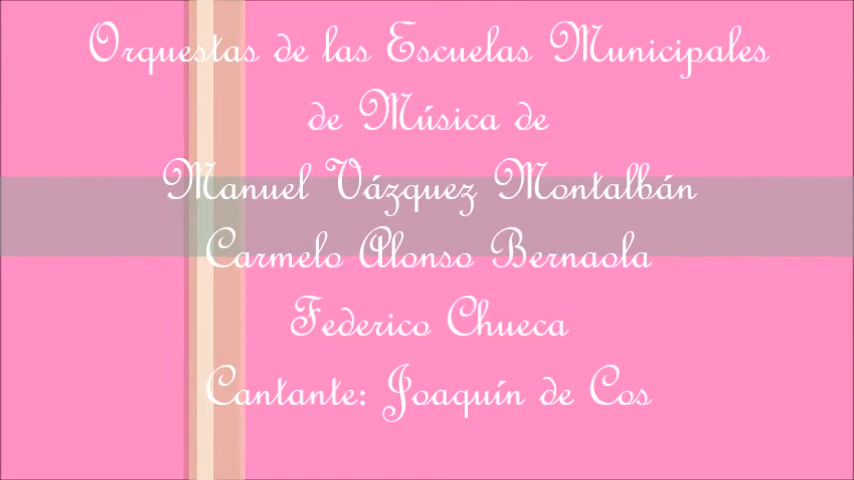 Orquestas de las Escuelas Municipales
de Música de
Manuel Vázquez Montalbán
Carmelo Alonso Bernaola
Federico Chueca
Cantante: Joaquín de Cos